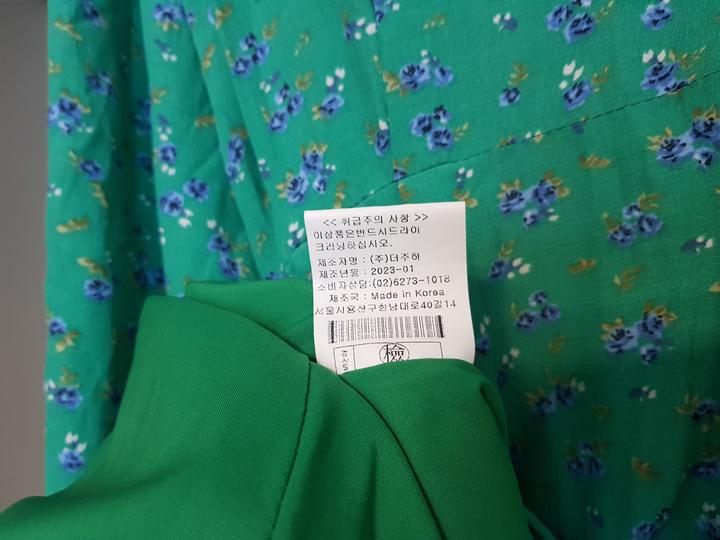 << 취급주의 사항 >>
이상품은반드시드라이
크리닝하십시오.
제조자명 : (주)더주하
제조년월 : 2023-01
소비자상담:(02)6273-1018
제조국 : Made in Korea
서울시용산구한남대로40길14
檢